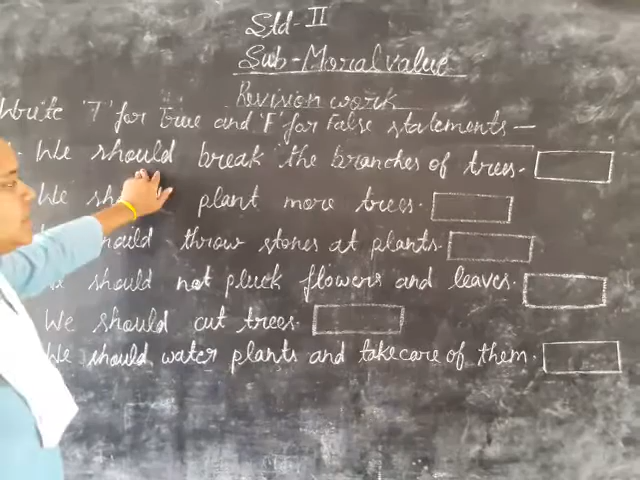 Std - II
Sub - Moral value
Revision work
Write 'T' for True and 'F' for False statements —
We should break the branches of trees.
We plant more trees.
throw stones at plants.
should not pluck flowers and leaves.
We should cut trees.
We should water plants and take care of them.